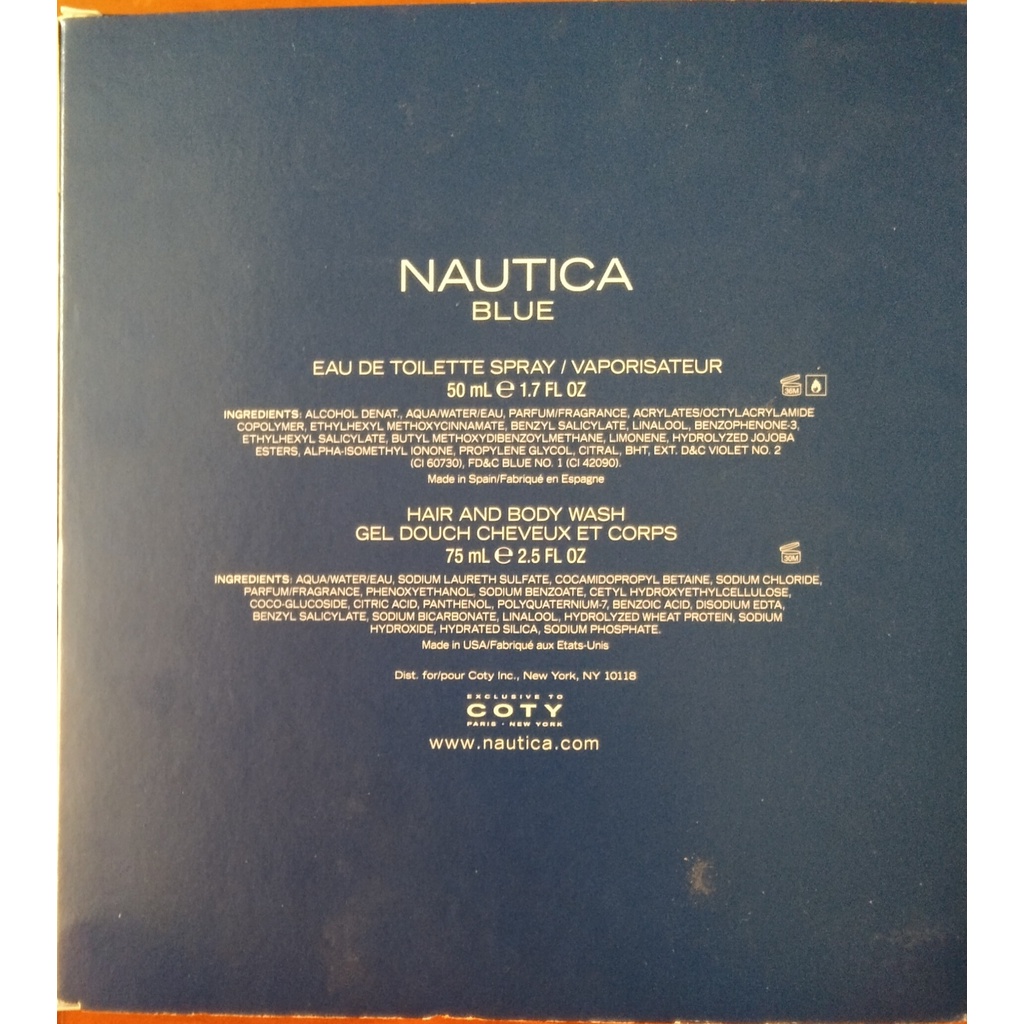 NAUTICA
BLUE
EAU DE TOILETTE SPRAY / VAPORISATEUR
50 mL ℮ 1.7 FL OZ
36M
INGREDIENTS: ALCOHOL DENAT., AQUA/WATER/EAU, PARFUM/FRAGRANCE, ACRYLATES/OCTYLACRYLAMIDE
COPOLYMER, ETHYLHEXYL METHOXYCINNAMATE, BENZYL SALICYLATE, LINALOOL, BENZOPHENONE-3,
ETHYLHEXYL SALICYLATE, BUTYL METHOXYDIBENZOYLMETHANE, LIMONENE, HYDROLYZED JOJOBA
ESTERS, ALPHA-ISOMETHYL IONONE, PROPYLENE GLYCOL, CITRAL, BHT, EXT. D&C VIOLET NO. 2
(CI 60730), FD&C BLUE NO. 1 (CI 42090).
Made in Spain/Fabriqué en Espagne
HAIR AND BODY WASH
GEL DOUCH CHEVEUX ET CORPS
75 mL ℮ 2.5 FL OZ
30M
INGREDIENTS: AQUA/WATER/EAU, SODIUM LAURETH SULFATE, COCAMIDOPROPYL BETAINE, SODIUM CHLORIDE,
PARFUM/FRAGRANCE, PHENOXYETHANOL, SODIUM BENZOATE, CETYL HYDROXYETHYLCELLULOSE,
COCO-GLUCOSIDE, CITRIC ACID, PANTHENOL, POLYQUATERNIUM-7, BENZOIC ACID, DISODIUM EDTA,
BENZYL SALICYLATE, SODIUM BICARBONATE, LINALOOL, HYDROLYZED WHEAT PROTEIN, SODIUM
HYDROXIDE, HYDRATED SILICA, SODIUM PHOSPHATE.
Made in USA/Fabriqué aux Etats-Unis
Dist. for/pour Coty Inc., New York, NY 10118
EXCLUSIVE TO
COTY
PARIS · NEW YORK
www.nautica.com